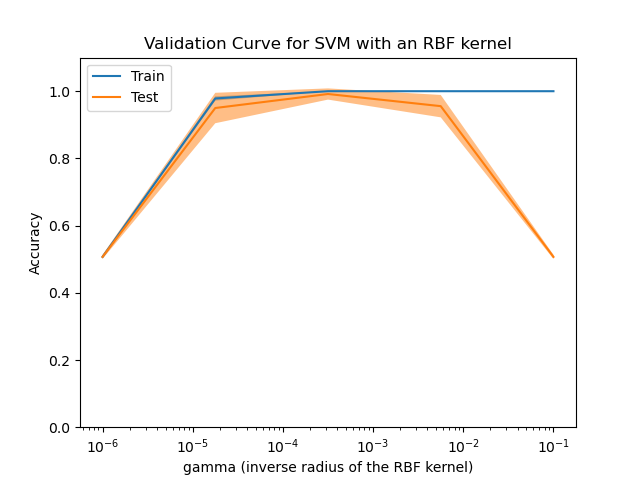 Validation Curve for SVM with an RBF kernel
Train
Test
Accuracy
1.0
0.8
0.6
0.4
0.2
0.0
10⁻⁶ 10⁻⁵ 10⁻⁴ 10⁻³ 10⁻² 10⁻¹
gamma (inverse radius of the RBF kernel)